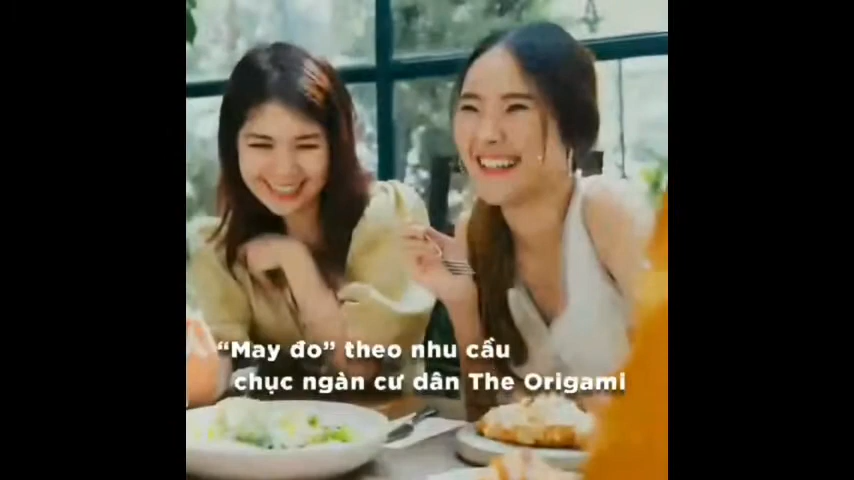 “May đo” theo nhu cầu
chục ngàn cư dân The Origami